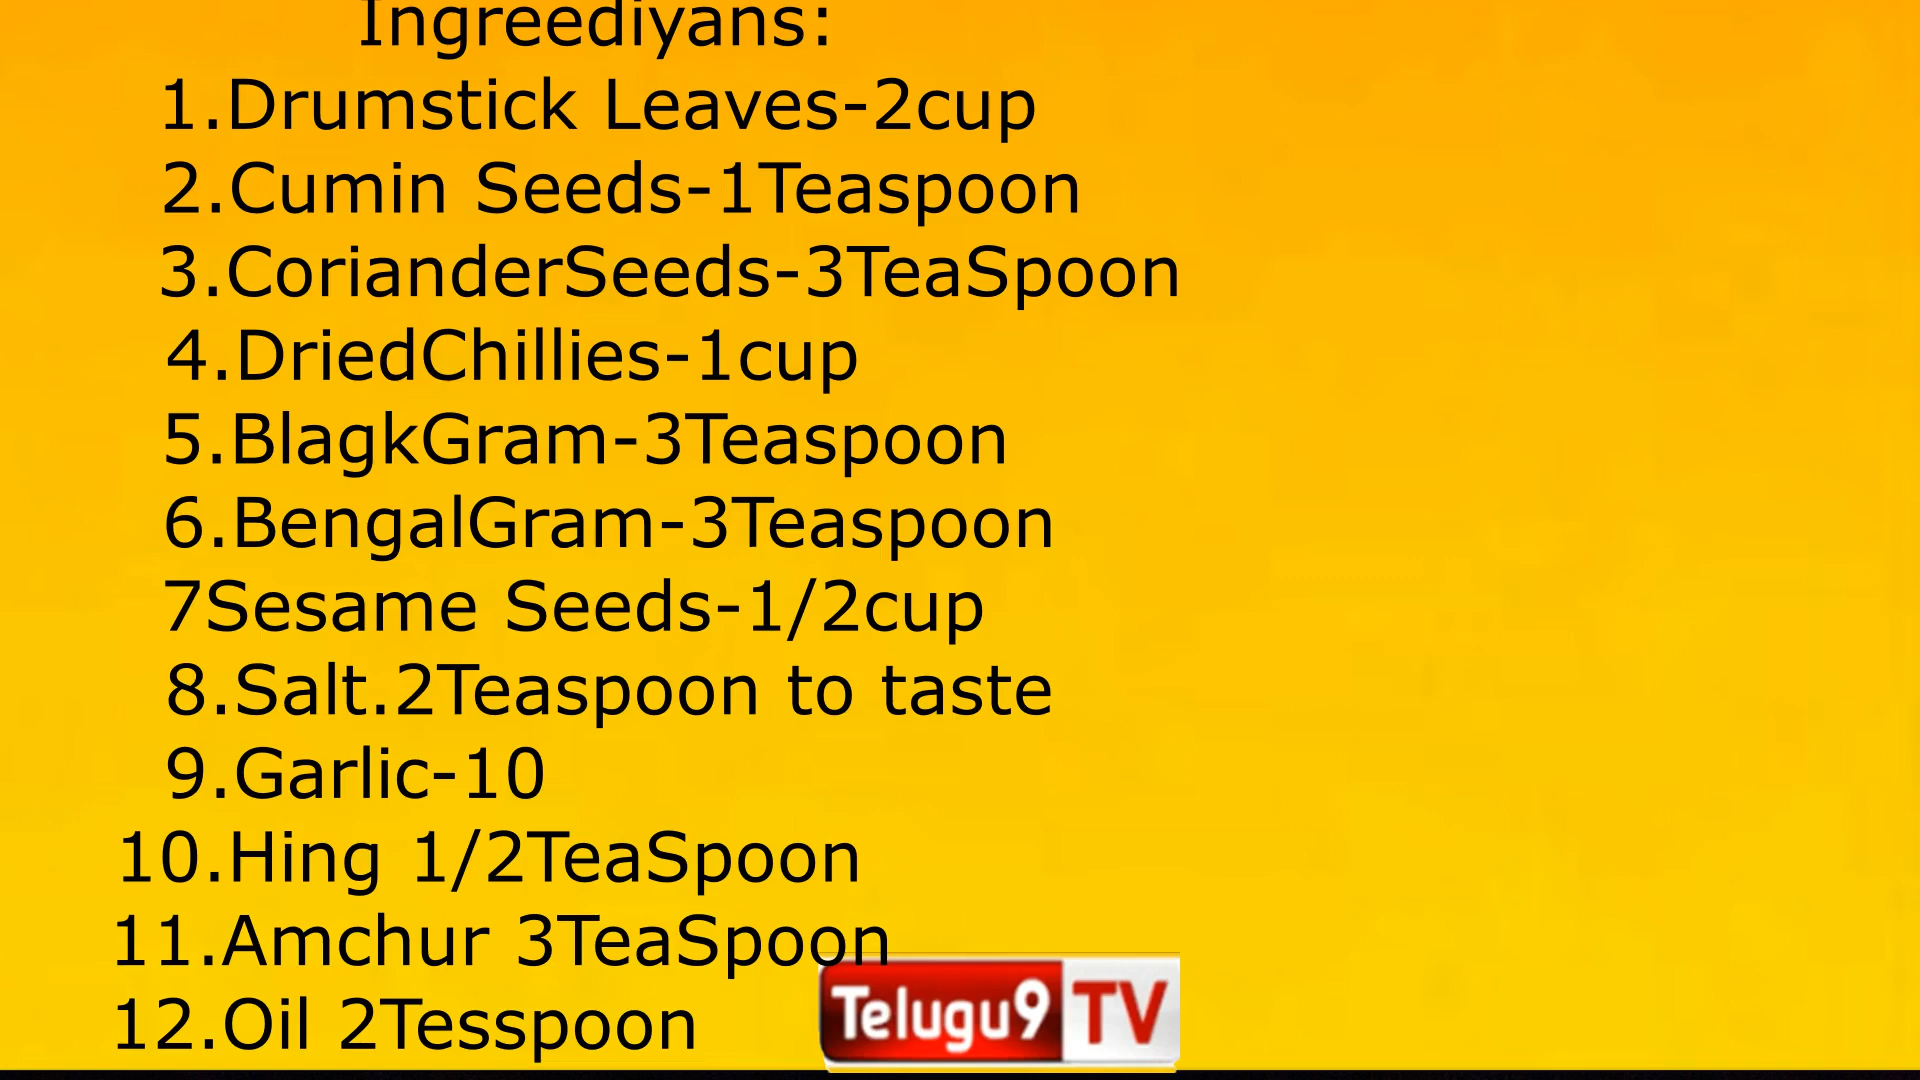 Ingreediyans:
1.Drumstick Leaves-2cup
2.Cumin Seeds-1Teaspoon
3.CorianderSeeds-3TeaSpoon
4.DriedChillies-1cup
5.BlagkGram-3Teaspoon
6.BengalGram-3Teaspoon
7Sesame Seeds-1/2cup
8.Salt.2Teaspoon to taste
9.Garlic-10
10.Hing 1/2TeaSpoon
11.Amchur 3TeaSpoon
12.Oil 2Tesspoon
Telugu9 TV